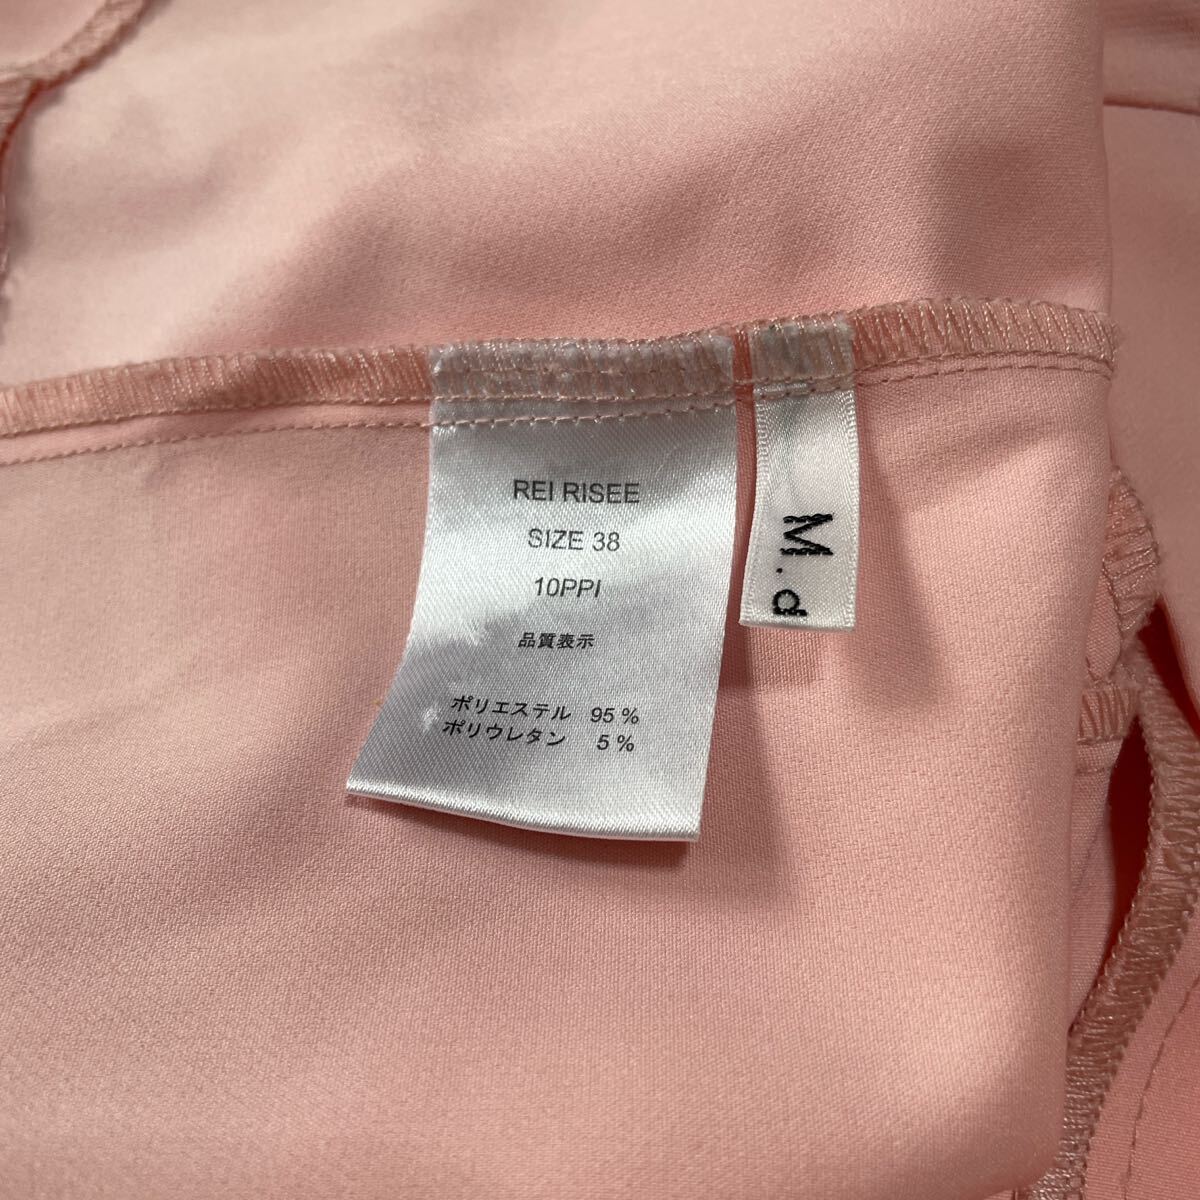 REI RISEE
SIZE 38
10PPI
品質表示
ポリエステル 95 %
ポリウレタン 5 %
M.d